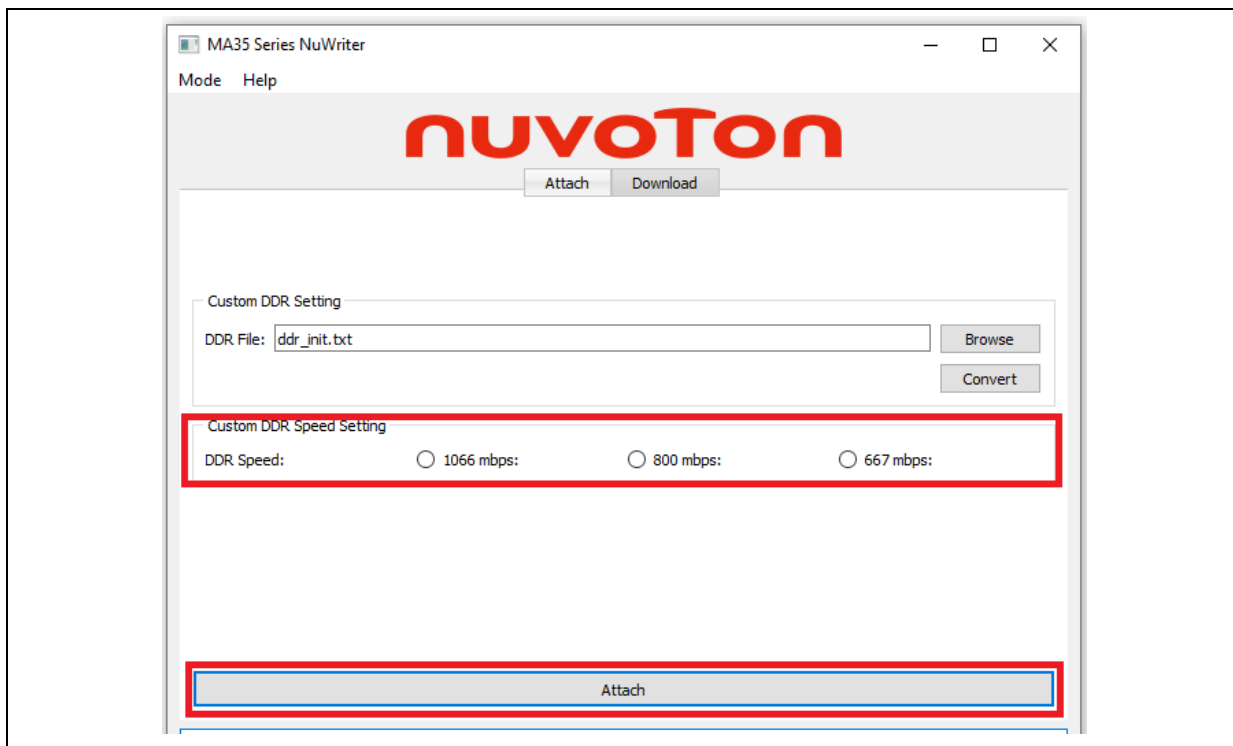 MA35 Series NuWriter
Mode Help
nuvoTon
Attach Download
Custom DDR Setting
DDR File: ddr_init.txt Browse
Convert
Custom DDR Speed Setting
DDR Speed: 1066 mbps: 800 mbps: 667 mbps:
Attach